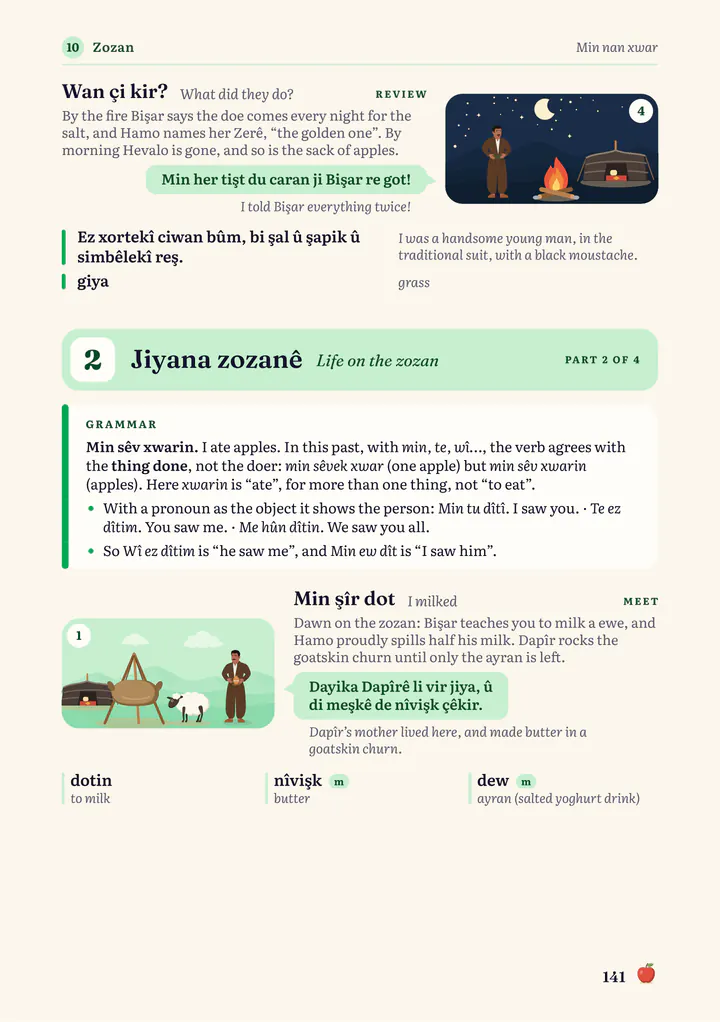 10 Zozan
Min nan xwar
Wan çi kir? What did they do?
REVIEW
By the fire Bişar says the doe comes every night for the
salt, and Hamo names her Zerê, “the golden one”. By
morning Hevalo is gone, and so is the sack of apples.
Min her tişt du caran ji Bişar re got!
I told Bişar everything twice!
4
Ez xortekî ciwan bûm, bi şal û şapik û
simbêlekî reş.
I was a handsome young man, in the
traditional suit, with a black moustache.
giya
grass
2 Jiyana zozanê Life on the zozan
PART 2 OF 4
GRAMMAR
Min sêv xwarin. I ate apples. In this past, with min, te, wî…, the verb agrees with
the thing done, not the doer: min sêvek xwar (one apple) but min sêv xwarin
(apples). Here xwarin is “ate”, for more than one thing, not “to eat”.
• With a pronoun as the object it shows the person: Min tu dîtî. I saw you. · Te ez
dîtim. You saw me. · Me hûn dîtin. We saw you all.
• So Wî ez dîtim is “he saw me”, and Min ew dît is “I saw him”.
1
Min şîr dot I milked
MEET
Dawn on the zozan: Bişar teaches you to milk a ewe, and
Hamo proudly spills half his milk. Dapîr rocks the
goatskin churn until only the ayran is left.
Dayika Dapîrê li vir jiya, û
di meşkê de nîvişk çêkir.
Dapîr’s mother lived here, and made butter in a
goatskin churn.
dotin
to milk
nîvişk m
butter
dew m
ayran (salted yoghurt drink)
141